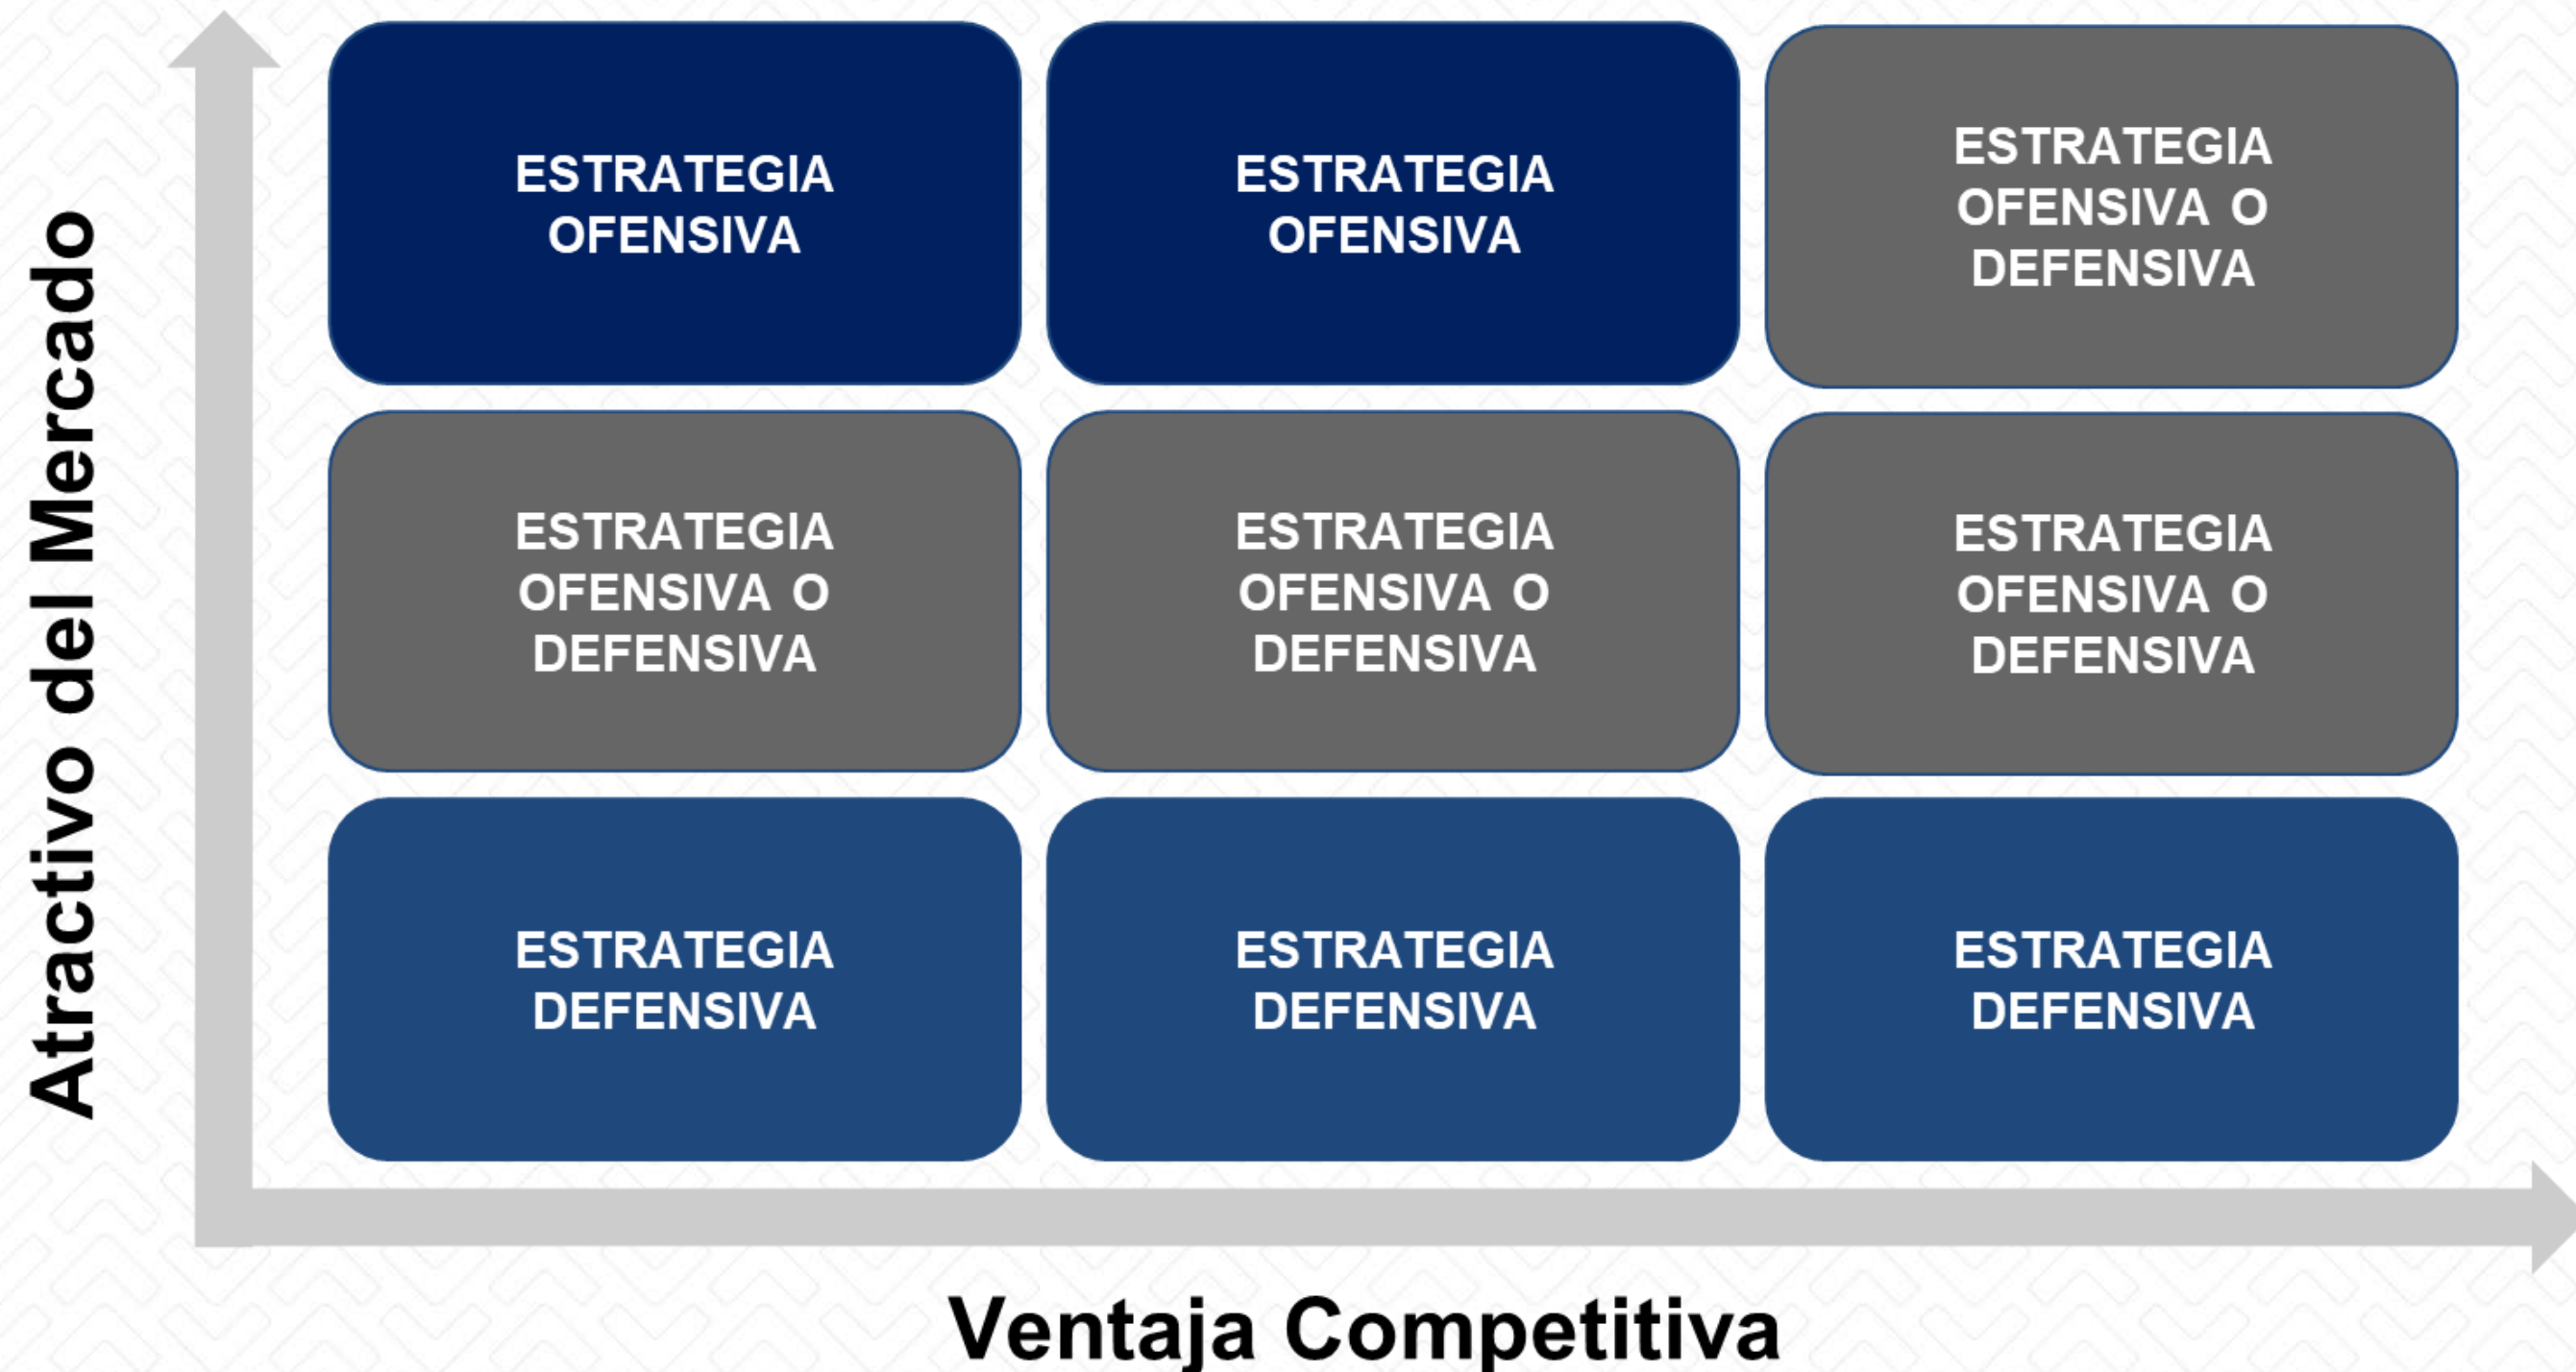 Atractivo del Mercado
ESTRATEGIA
OFENSIVA
ESTRATEGIA
OFENSIVA
ESTRATEGIA
OFENSIVA O
DEFENSIVA
ESTRATEGIA
OFENSIVA O
DEFENSIVA
ESTRATEGIA
OFENSIVA O
DEFENSIVA
ESTRATEGIA
OFENSIVA O
DEFENSIVA
ESTRATEGIA
DEFENSIVA
ESTRATEGIA
DEFENSIVA
ESTRATEGIA
DEFENSIVA
Ventaja Competitiva